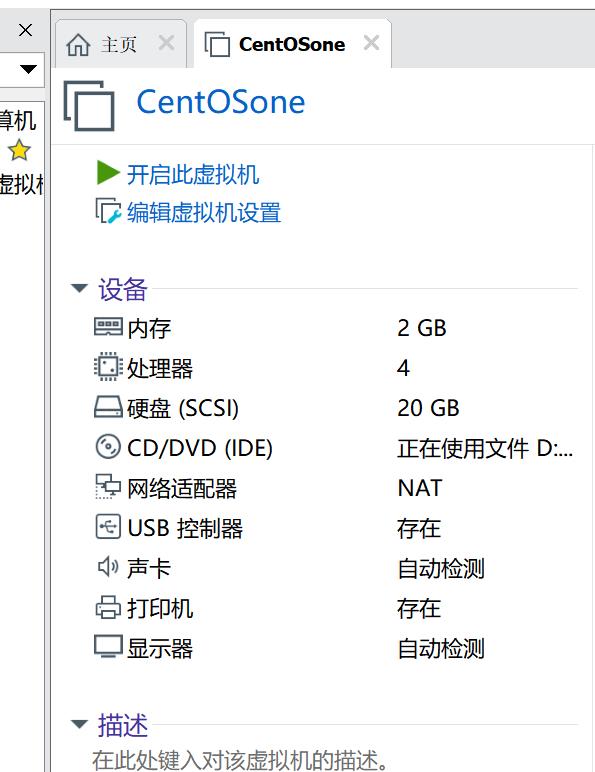 主页
CentOSone
CentOSone
算机
虚拟机
开启此虚拟机
编辑虚拟机设置
设备
内存 2 GB
处理器 4
硬盘 (SCSI) 20 GB
CD/DVD (IDE) 正在使用文件 D:...
网络适配器 NAT
USB 控制器 存在
声卡 自动检测
打印机 存在
显示器 自动检测
描述
在此处键入对该虚拟机的描述。